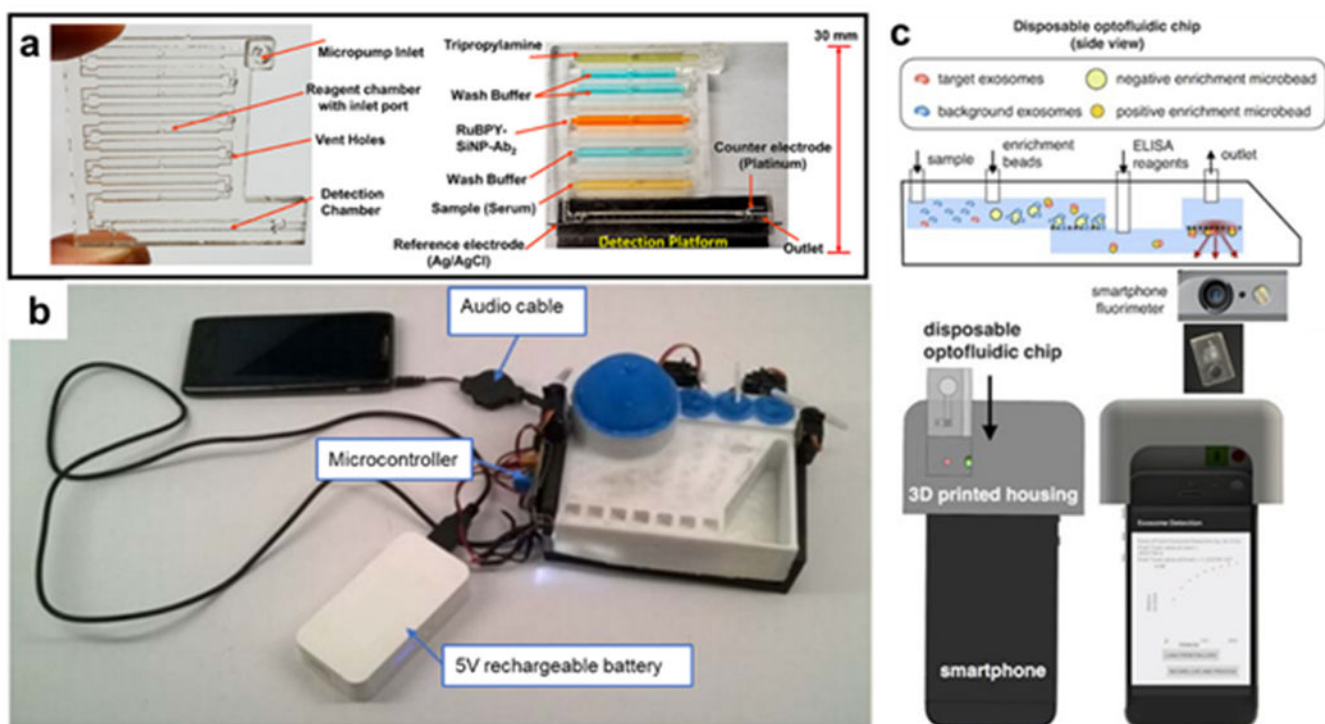 a
Micropump Inlet
Reagent chamber
with inlet port
Vent Holes
Detection
Chamber
Tripropylamine
Wash Buffer
RuBPY-
SiNP-Ab2
Wash Buffer
Sample (Serum)
Reference electrode
(Ag/AgCl)
30 mm
Counter electrode
(Platinum)
Outlet
Detection Platform
b
Audio cable
Microcontroller
5V rechargeable battery
c
Disposable optofluidic chip
(side view)
target exosomes
negative enrichment microbead
background exosomes
positive enrichment microbead
sample
enrichment
beads
ELISA
reagents
outlet
smartphone
fluorimeter
disposable
optofluidic chip
3D printed housing
smartphone
Exosome Detection